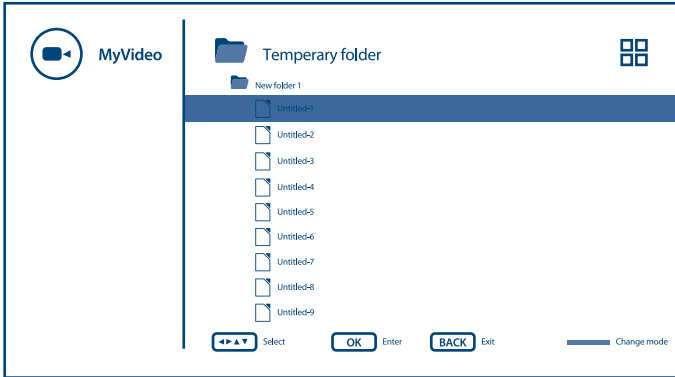 MyVideo
Temperary folder
New folder 1
Untitled-1
Untitled-2
Untitled-3
Untitled-4
Untitled-5
Untitled-6
Untitled-7
Untitled-8
Untitled-9
◄►▲▼ Select OK Enter BACK Exit Change mode